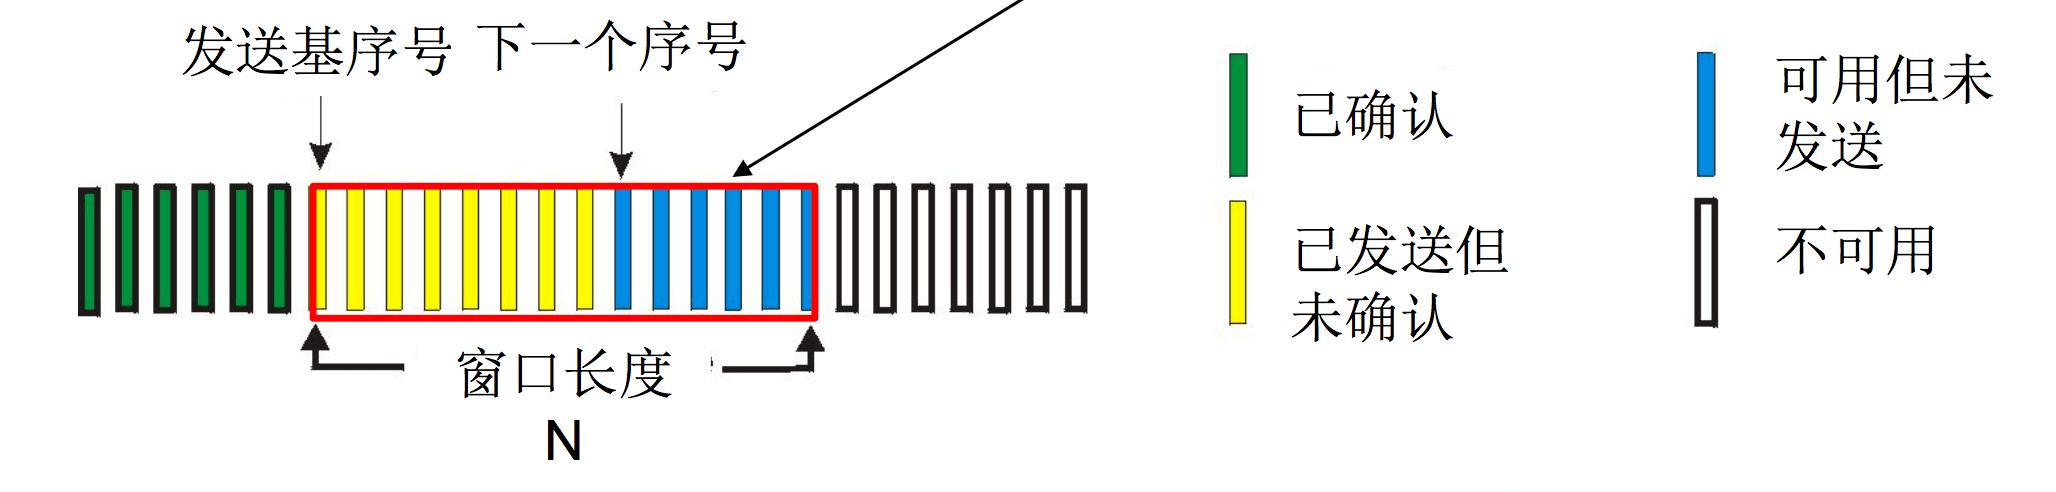 发送基序号 下一个序号
窗口长度
N
已确认
已发送但
未确认
可用但未
发送
不可用